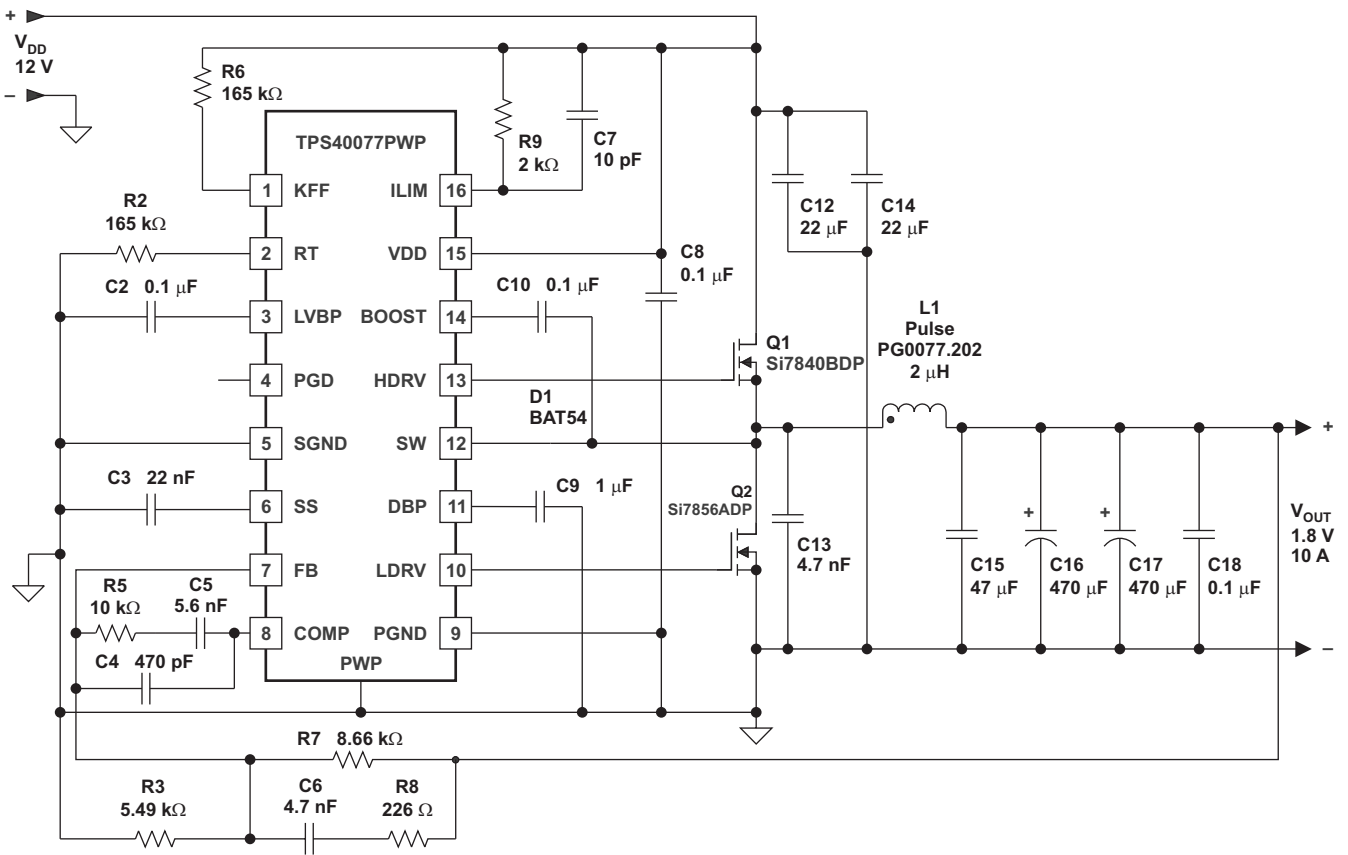 +
V_DD
12 V
–
R6
165 kΩ
TPS40077PWP
R9
2 kΩ
C7
10 pF
1 KFF
ILIM 16
R2
165 kΩ
2 RT
VDD 15
C2 0.1 μF
3 LVBP
BOOST 14
C10 0.1 μF
C8
0.1 μF
C12
22 μF
C14
22 μF
4 PGD
HDRV 13
Q1
Si7840BDP
L1
Pulse
PG0077.202
2 μH
D1
BAT54
5 SGND
SW 12
+
C3 22 nF
6 SS
DBP 11
C9 1 μF
Q2
Si7856ADP
C13
4.7 nF
7 FB
LDRV 10
C15
47 μF
+
C16
470 μF
+
C17
470 μF
C18
0.1 μF
V_OUT
1.8 V
10 A
R5
10 kΩ
C5
5.6 nF
8 COMP
PGND 9
–
C4 470 pF
PWP
R7 8.66 kΩ
R3
5.49 kΩ
C6
4.7 nF
R8
226 Ω